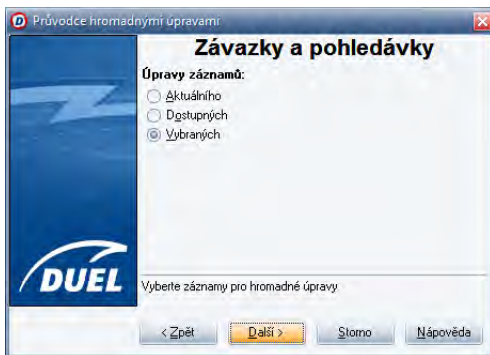 Průvodce hromadnými úpravami
Závazky a pohledávky
Úpravy záznamů:
Aktuálního
Dostupných
Vybraných
DUEL
Vyberte záznamy pro hromadné úpravy
< Zpět
Další >
Storno
Nápověda